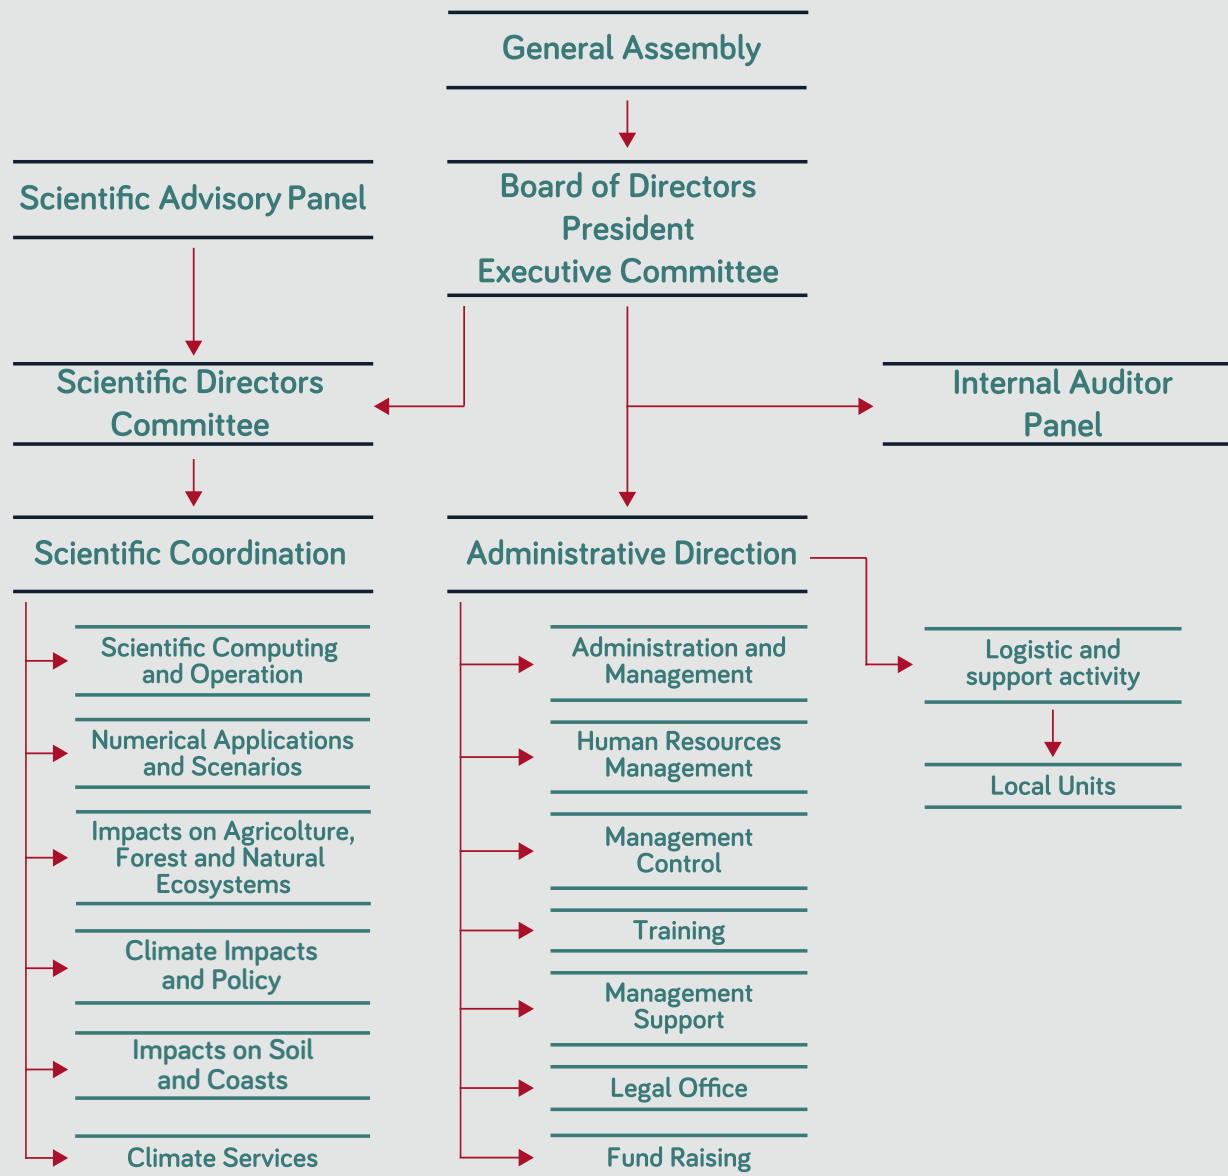 General Assembly
Scientific Advisory Panel
Board of Directors
President
Executive Committee
Scientific Directors
Committee
Internal Auditor
Panel
Scientific Coordination
Administrative Direction
Scientific Computing
and Operation
Numerical Applications
and Scenarios
Impacts on Agricolture,
Forest and Natural
Ecosystems
Climate Impacts
and Policy
Impacts on Soil
and Coasts
Climate Services
Administration and
Management
Human Resources
Management
Management
Control
Training
Management
Support
Legal Office
Fund Raising
Logistic and
support activity
Local Units